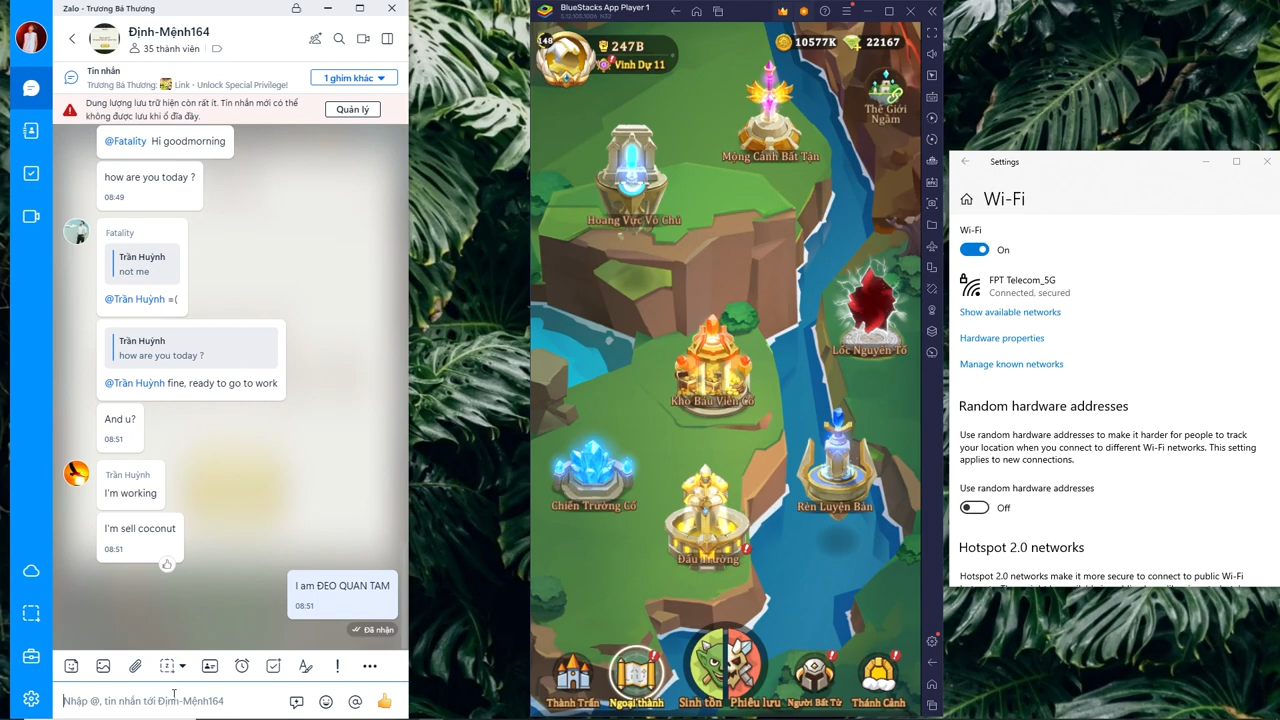 Zalo - Trương Bá Thương
Định-Mệnh164
35 thành viên
Tin nhắn
Trương Bá Thương: Link - Unlock Special Privilege!
1 ghim khác
Dung lượng lưu trữ hiện còn rất ít. Tin nhắn mới có thể
không được lưu khi ổ đĩa đầy.
Quản lý
@Fatality Hi goodmorning
how are you today ?
08:49
Fatality
Trần Huỳnh
not me
@Trần Huỳnh =(
Trần Huỳnh
how are you today ?
@Trần Huỳnh fine, ready to go to work
And u?
08:51
Trần Huỳnh
I'm working
I'm sell coconut
08:51
I am ĐẸO QUAN TAM
08:51
Đã nhận
Nhập @, tin nhắn tới Định-Mệnh164
BlueStacks App Player 1
5.12.105.1005 N32
148
247B
Vinh Dự 11
10577K
22167
Thế Giới
Ngầm
Mộng Cảnh Bất Tận
Hoang Vực Vô Chủ
Lốc Nguyên Tố
Kho Báu Viễn Cổ
Chiến Trường Cổ
Rèn Luyện Bản
Đấu Trường
Thành Trấn
Ngoại thành
Sinh tồn
Phiêu lưu
Người Bất Tử
Thánh Cảnh
Settings
Wi-Fi
Wi-Fi
On
FPT Telecom_5G
Connected, secured
Show available networks
Hardware properties
Manage known networks
Random hardware addresses
Use random hardware addresses to make it harder for people to track
your location when you connect to different Wi-Fi networks. This setting
applies to new connections.
Use random hardware addresses
Off
Hotspot 2.0 networks
Hotspot 2.0 networks make it more secure to connect to public Wi-Fi